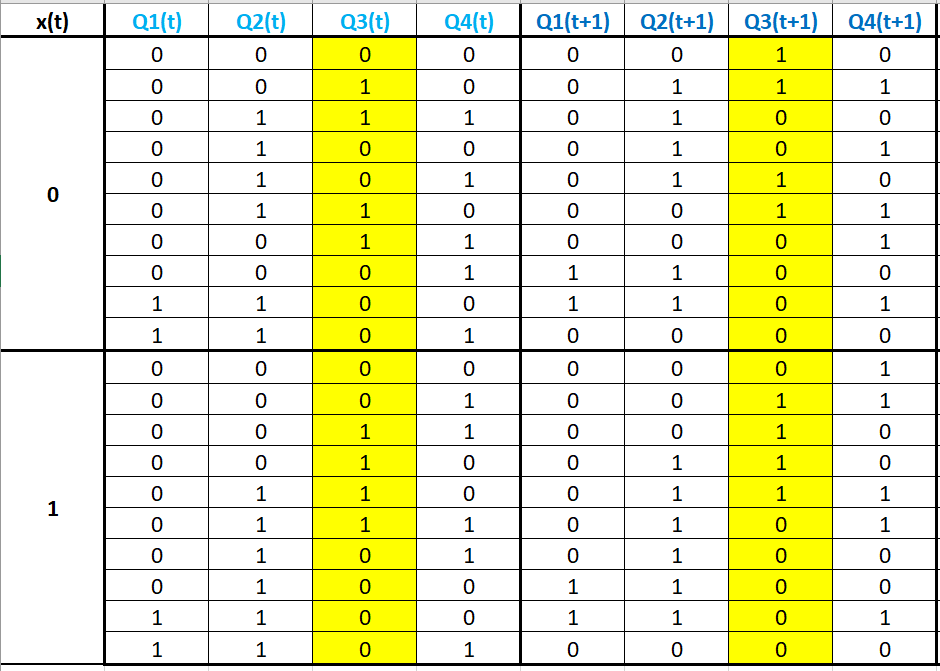 x(t) Q1(t) Q2(t) Q3(t) Q4(t) Q1(t+1) Q2(t+1) Q3(t+1) Q4(t+1)
0 0 0 0 0 0 1 0
0 0 1 0 0 1 1 1
0 1 1 1 0 1 0 0
0 1 0 0 0 1 0 1
0 0 1 0 1 0 1 1 0
0 1 1 0 0 0 1 1
0 0 1 1 0 0 0 1
0 0 0 1 1 1 0 0
1 1 0 0 1 1 0 1
1 1 0 1 0 0 0 0
0 0 0 0 0 0 0 1
0 0 0 1 0 0 1 1
0 0 1 1 0 0 1 0
0 0 1 0 0 1 1 0
0 1 1 0 0 1 1 1
1 0 1 1 1 0 1 0 1
0 1 0 1 0 1 0 0
0 1 0 0 1 1 0 0
1 1 0 0 1 1 0 1
1 1 0 1 0 0 0 0